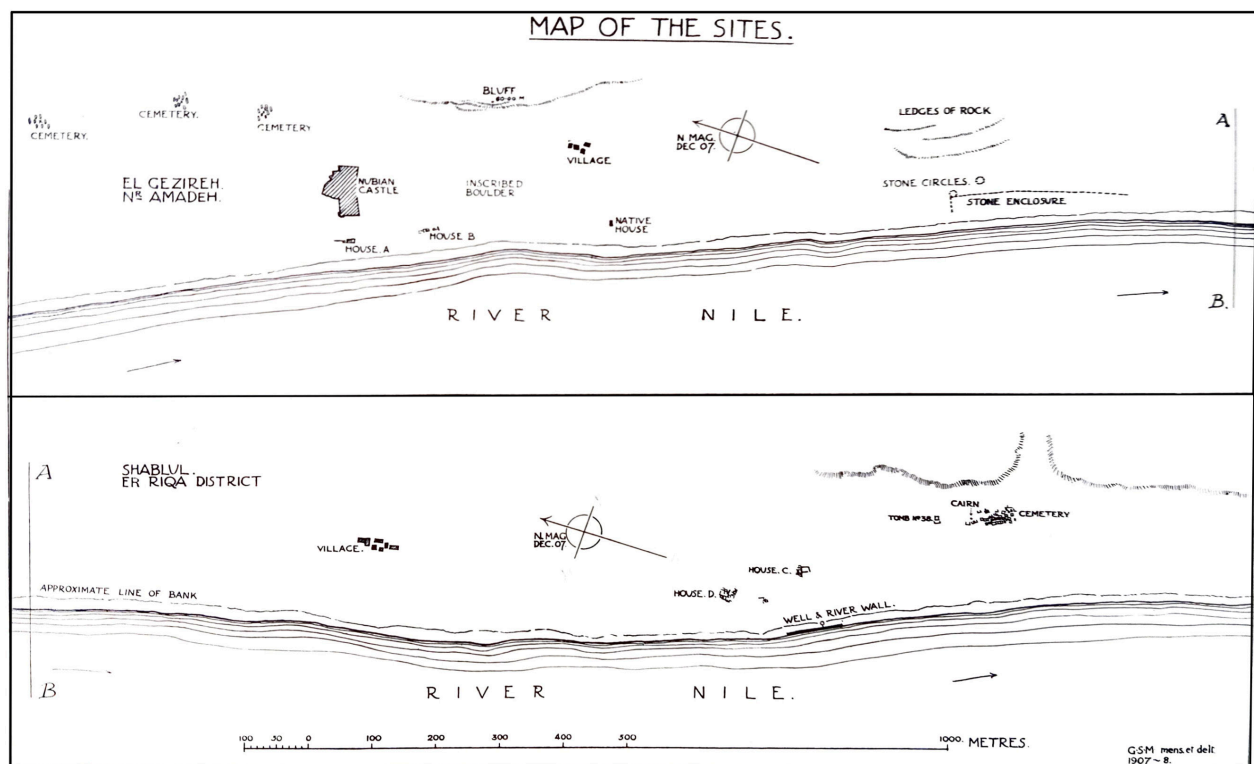 MAP OF THE SITES.
BLUFF
80.00 M
CEMETERY.
CEMETERY.
CEMETERY
LEDGES OF ROCK
A
N. MAG.
DEC. 07.
VILLAGE
EL GEZIREH.
NR AMADEH.
NUBIAN
CASTLE
INSCRIBED
BOULDER
STONE CIRCLES.
STONE ENCLOSURE
NATIVE
HOUSE
HOUSE B
HOUSE. A
RIVER NILE.
B.
A
SHABLUL.
ER RIQA DISTRICT
CAIRN
TOMB No 38.
CEMETERY
N. MAG.
DEC. 07.
VILLAGE.
HOUSE. C.
HOUSE. D.
APPROXIMATE LINE OF BANK
WELL & RIVER WALL.
B
RIVER NILE.
100 0 100 200 300 400 500 1000. METRES.
G.S.M mens. et delt
1907~8.